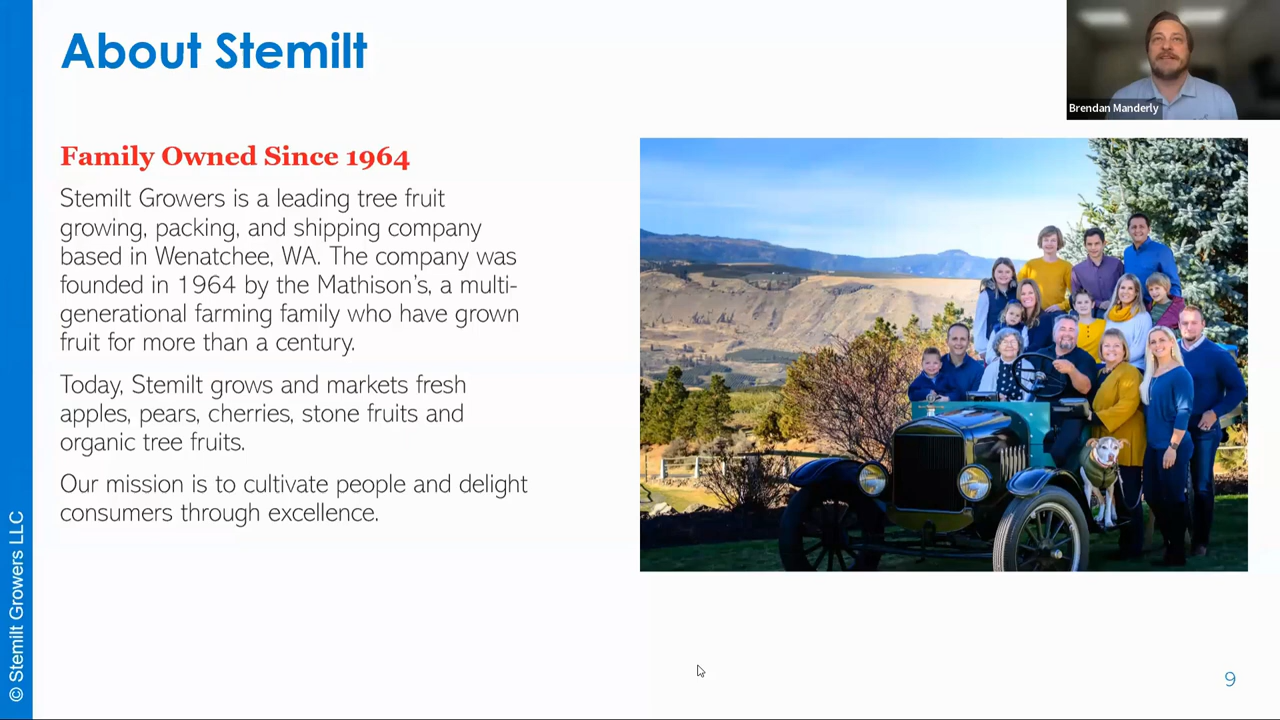 About Stemilt
Brendan Manderly
Family Owned Since 1964
Stemilt Growers is a leading tree fruit
growing, packing, and shipping company
based in Wenatchee, WA. The company was
founded in 1964 by the Mathison's, a multi-
generational farming family who have grown
fruit for more than a century.
Today, Stemilt grows and markets fresh
apples, pears, cherries, stone fruits and
organic tree fruits.
Our mission is to cultivate people and delight
consumers through excellence.
© Stemilt Growers LLC
9